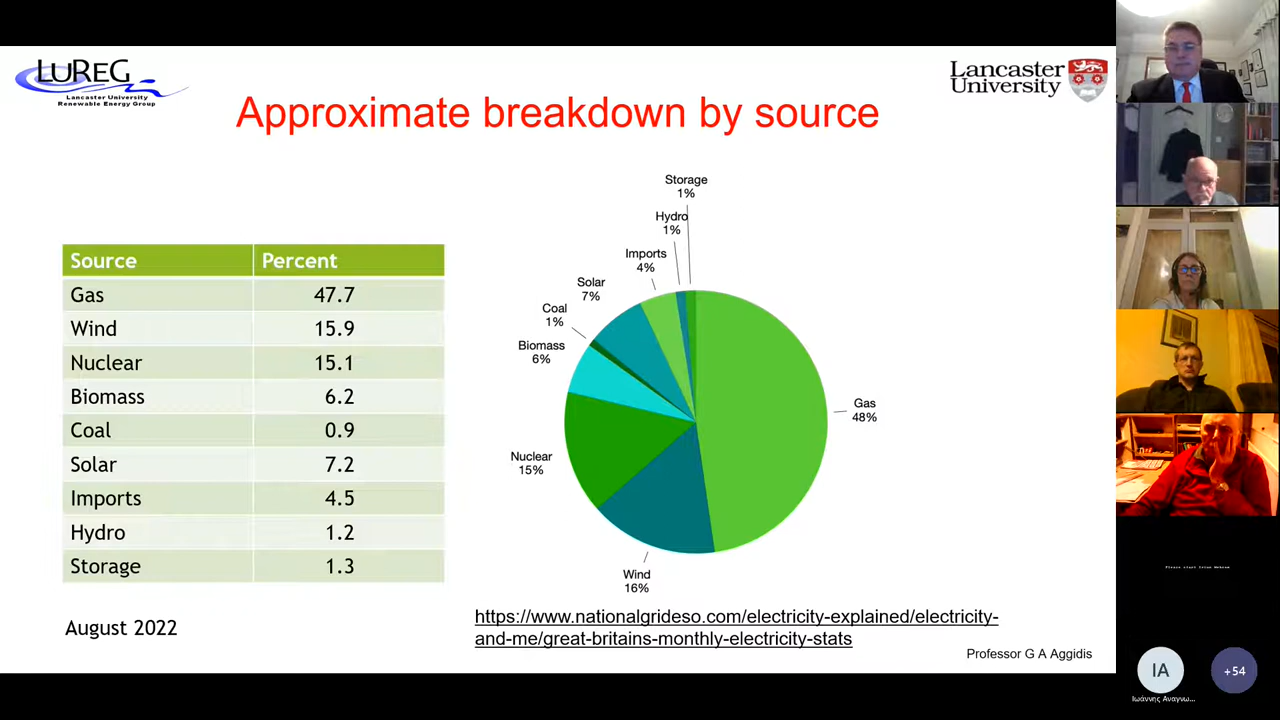 LUREG
Lancaster University
Renewable Energy Group
Lancaster
University
Approximate breakdown by source
Source Percent
Gas 47.7
Wind 15.9
Nuclear 15.1
Biomass 6.2
Coal 0.9
Solar 7.2
Imports 4.5
Hydro 1.2
Storage 1.3
August 2022
Storage
1%
Hydro
1%
Imports
4%
Solar
7%
Coal
1%
Biomass
6%
Nuclear
15%
Wind
16%
Gas
48%
https://www.nationalgrideso.com/electricity-explained/electricity-
and-me/great-britains-monthly-electricity-stats
Professor G A Aggidis
IA
Ιωάννης Αναγνω...
+54